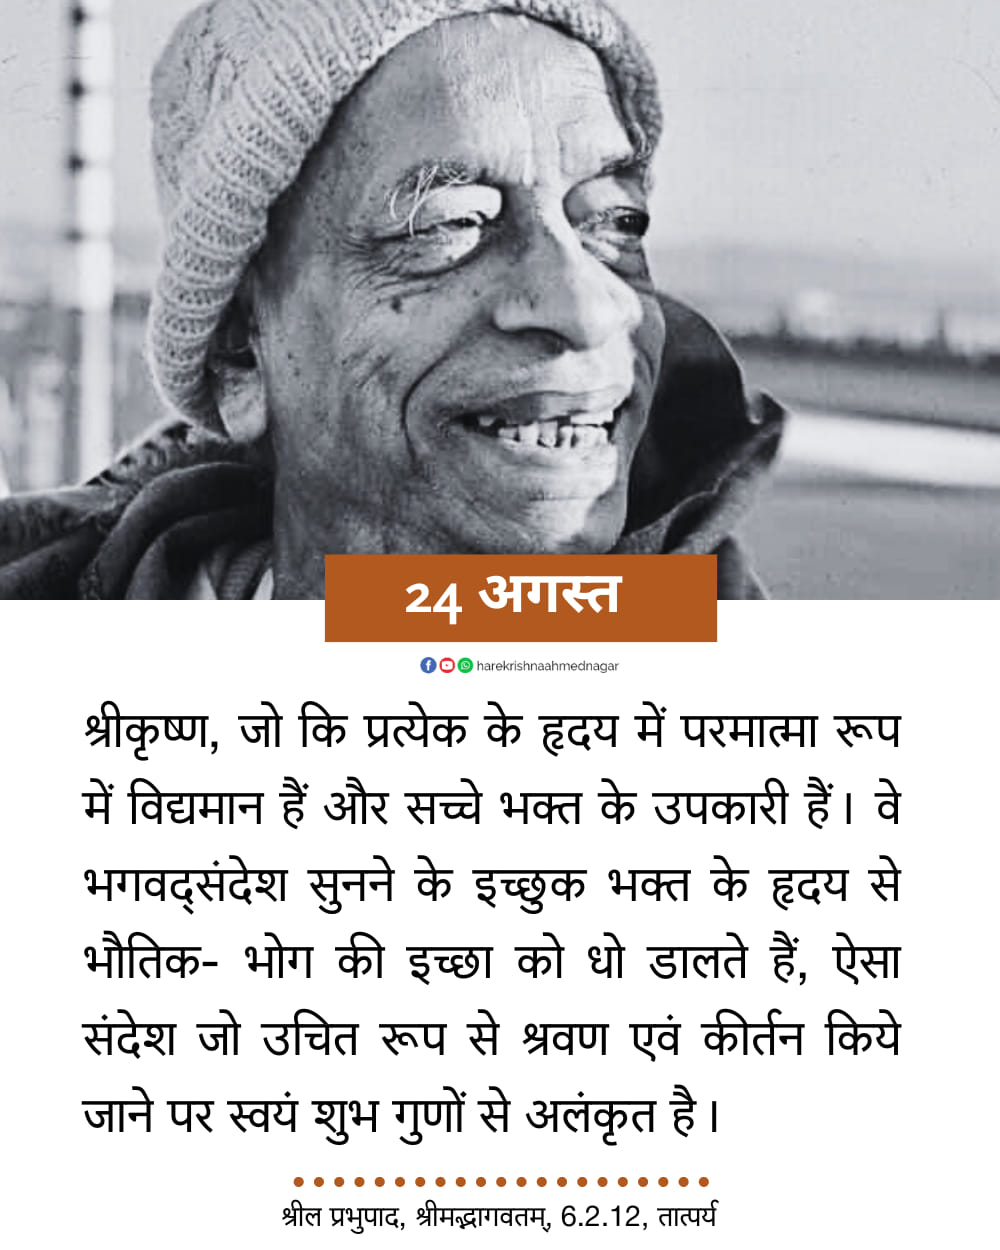 24 अगस्त
harekrishnaahmednagar
श्रीकृष्ण, जो कि प्रत्येक के हृदय में परमात्मा रूप
में विद्यमान हैं और सच्चे भक्त के उपकारी हैं। वे
भगवद्संदेश सुनने के इच्छुक भक्त के हृदय से
भौतिक- भोग की इच्छा को धो डालते हैं, ऐसा
संदेश जो उचित रूप से श्रवण एवं कीर्तन किये
जाने पर स्वयं शुभ गुणों से अलंकृत है।
श्रील प्रभुपाद, श्रीमद्भागवतम्, 6.2.12, तात्पर्य